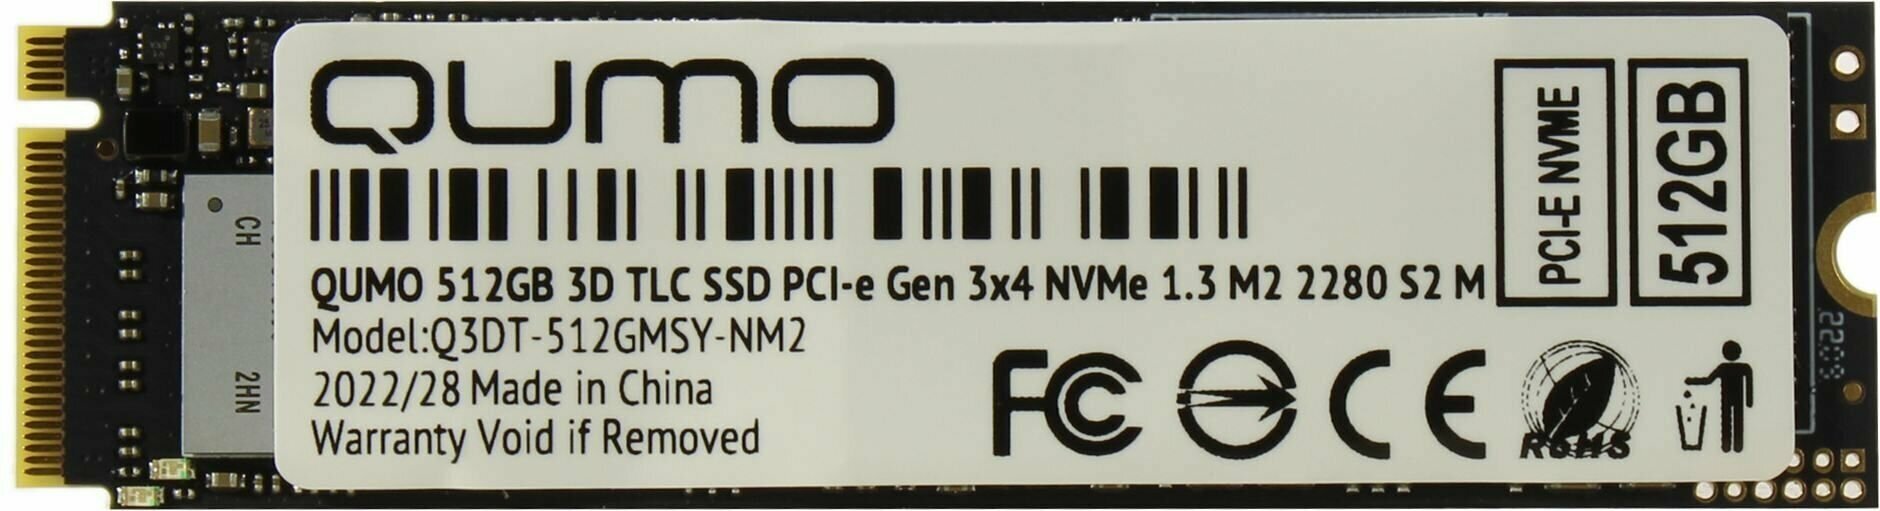 QUMO
PCI-E NVME
512GB
QUMO 512GB 3D TLC SSD PCI-e Gen 3x4 NVMe 1.3 M2 2280 S2 M
Model:Q3DT-512GMSY-NM2
2022/28 Made in China
Warranty Void if Removed
FC CE RoHS
CH
2HN